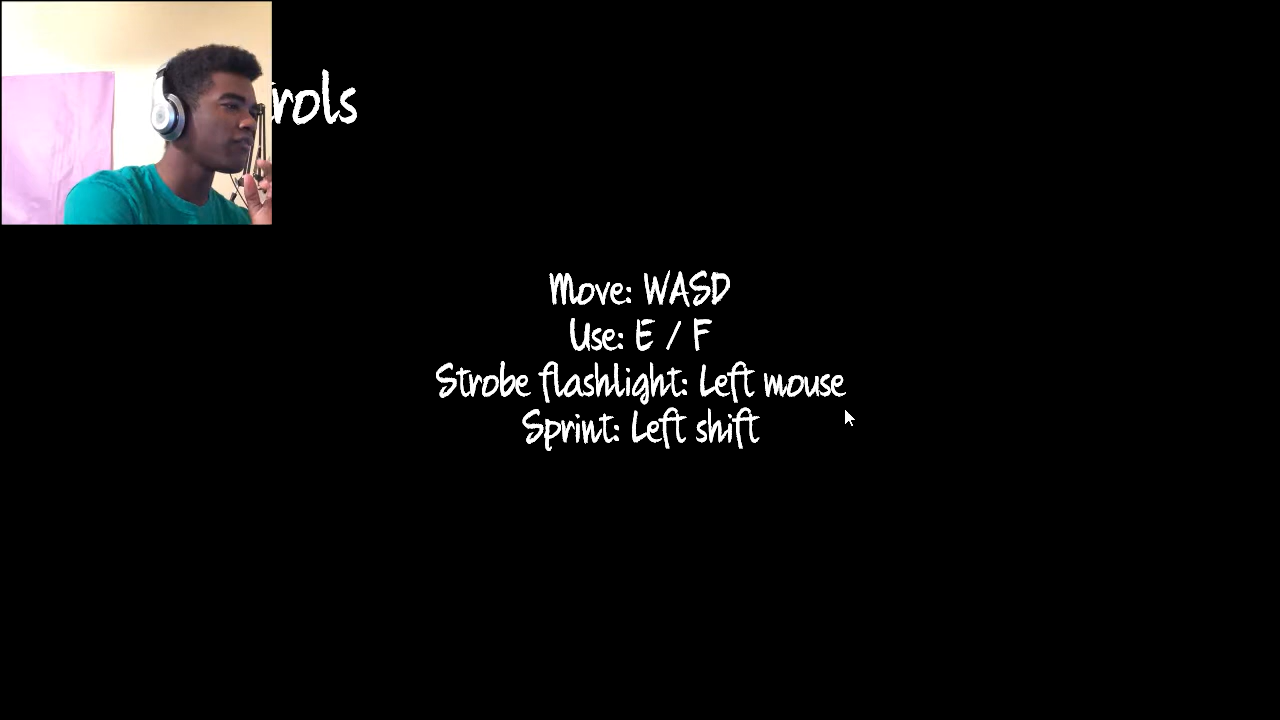 rols
Move: WASD
Use: E / F
Strobe flashlight: Left mouse
Sprint: Left shift